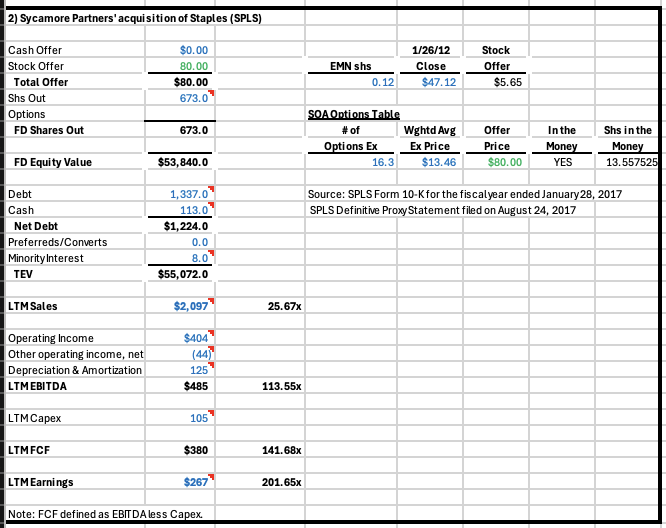 2) Sycamore Partners' acquisition of Staples (SPLS)
Cash Offer $0.00 1/26/12 Stock
Stock Offer 80.00 EMN shs Close Offer
Total Offer $80.00 0.12 $47.12 $5.65
Shs Out 673.0
Options SOA Options Table
FD Shares Out 673.0 # of Wghtd Avg Offer In the Shs in the
Options Ex Ex Price Price Money Money
FD Equity Value $53,840.0 16.3 $13.46 $80.00 YES 13.557525
Debt 1,337.0 Source: SPLS Form 10-K for the fiscal year ended January 28, 2017
Cash 113.0 SPLS Definitive Proxy Statement filed on August 24, 2017
Net Debt $1,224.0
Preferreds/Converts 0.0
Minority Interest 8.0
TEV $55,072.0
LTM Sales $2,097 25.67x
Operating Income $404
Other operating income, net (44)
Depreciation & Amortization 125
LTM EBITDA $485 113.55x
LTM Capex 105
LTM FCF $380 141.68x
LTM Earnings $267 201.65x
Note: FCF defined as EBITDA less Capex.